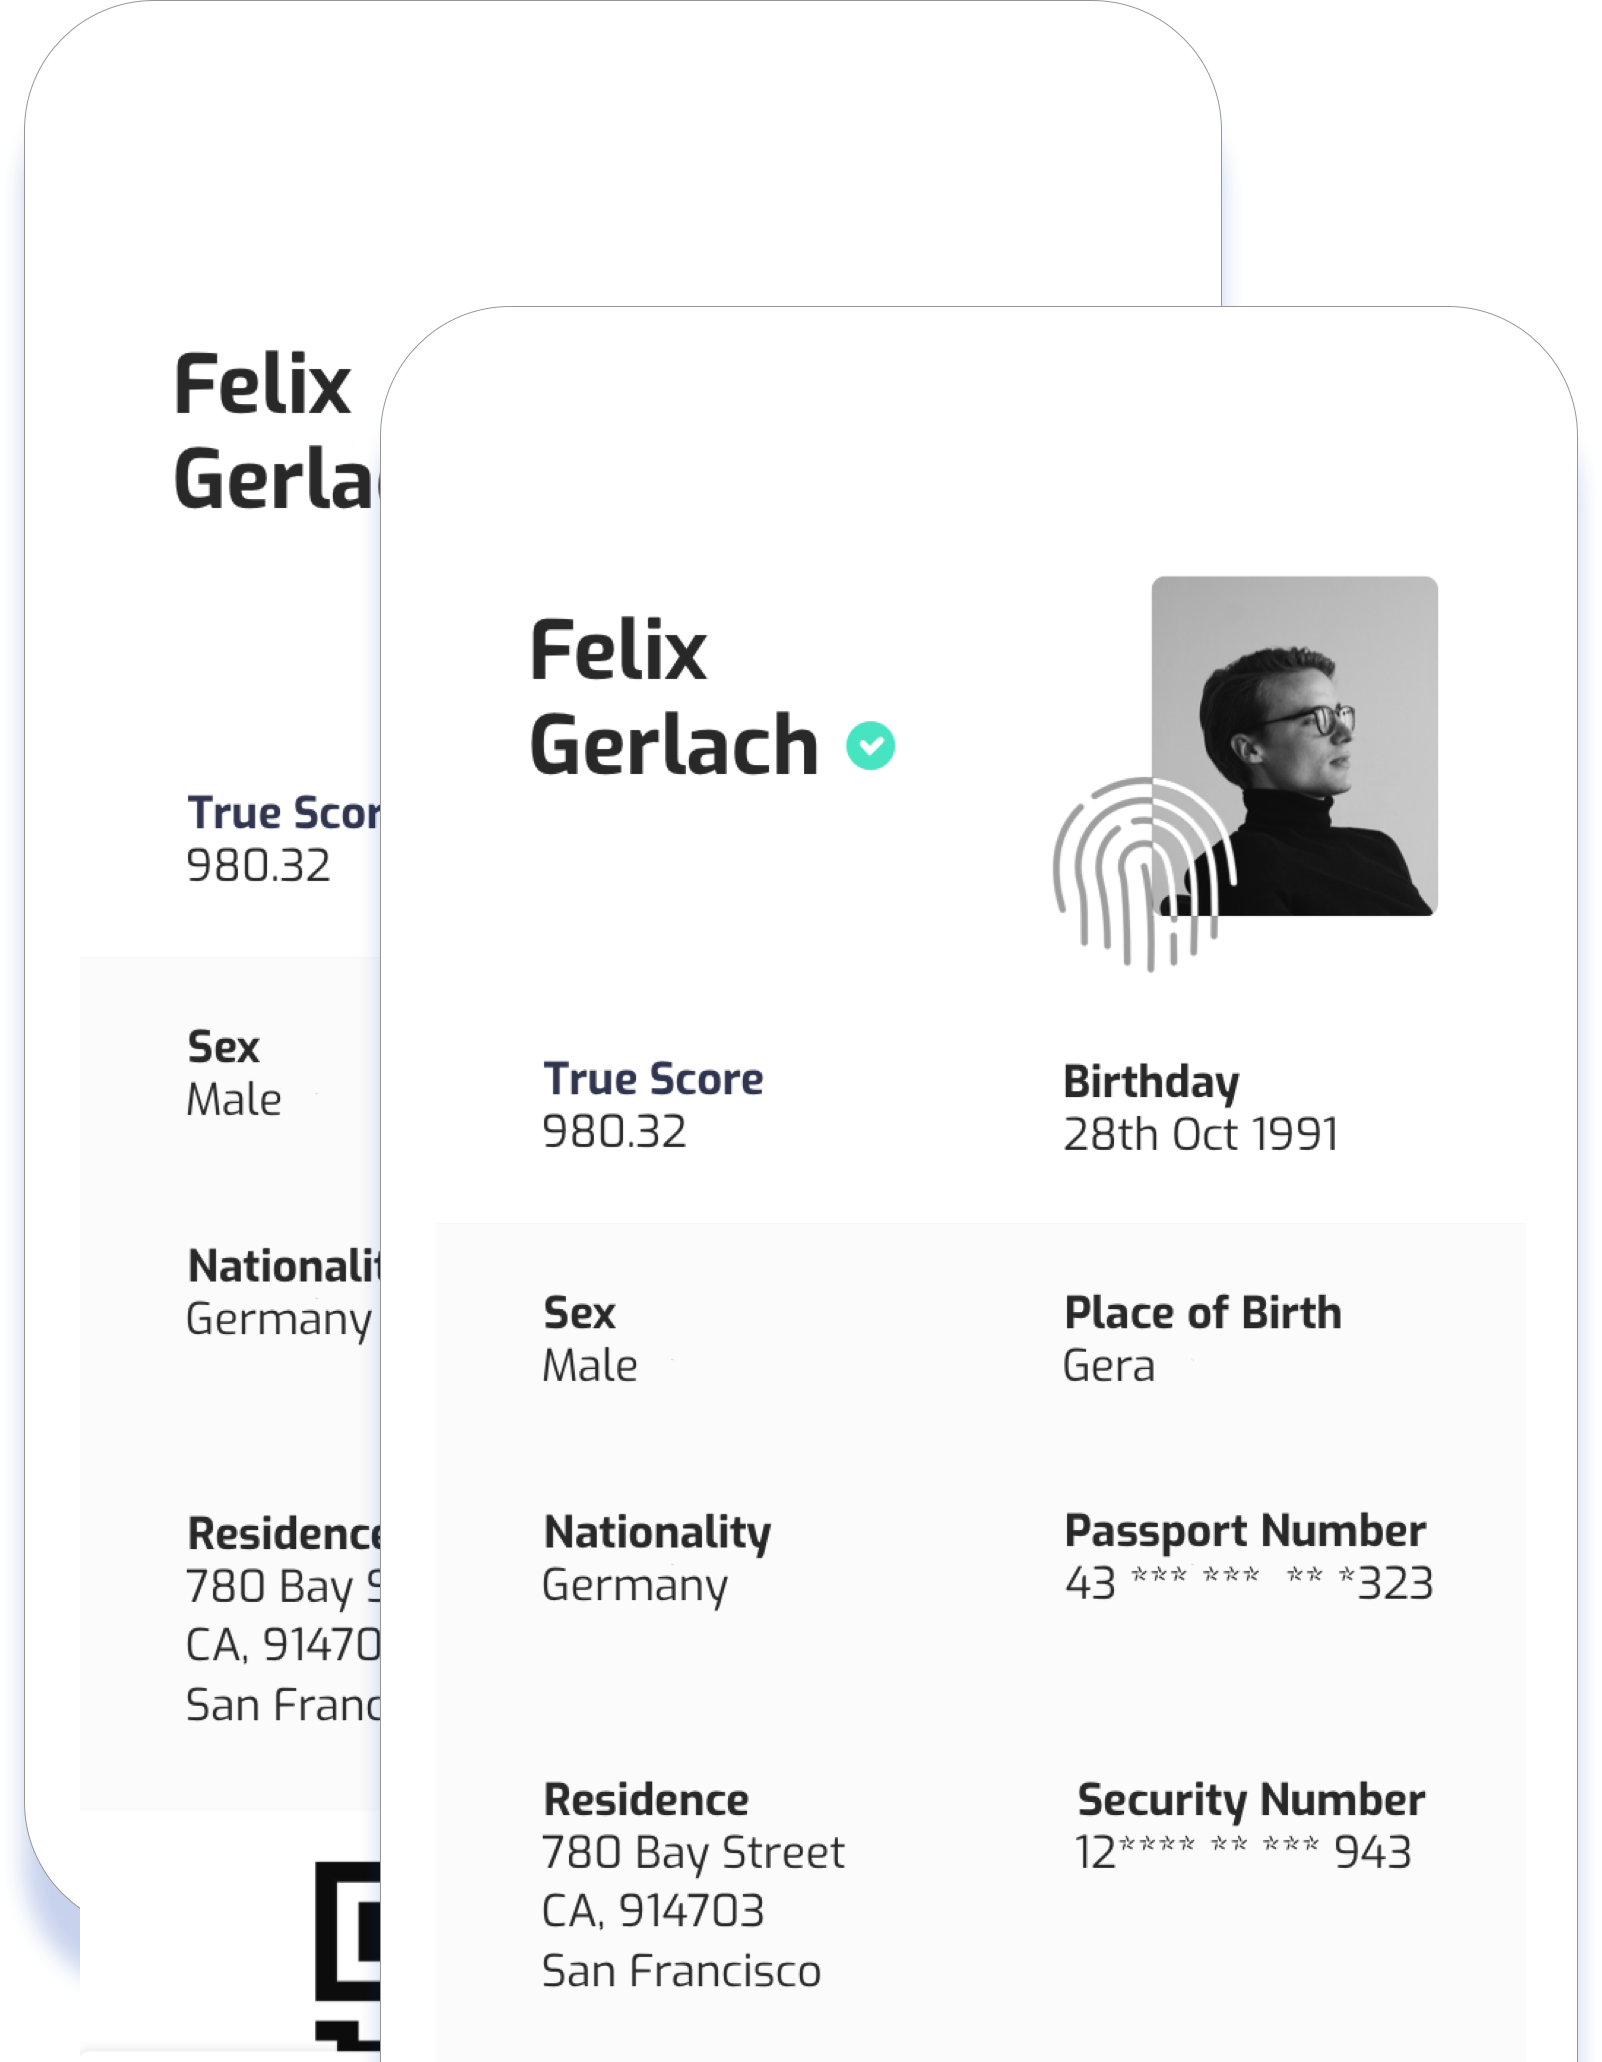 Felix
Gerla
True Scor
980.32
Sex
Male
Nationalit
Germany
Residence
780 Bay S
CA, 91470
San Franc
Felix
Gerlach
True Score
980.32
Birthday
28th Oct 1991
Sex
Male
Place of Birth
Gera
Nationality
Germany
Passport Number
43 *** *** ** *323
Residence
780 Bay Street
CA, 914703
San Francisco
Security Number
12**** ** *** 943